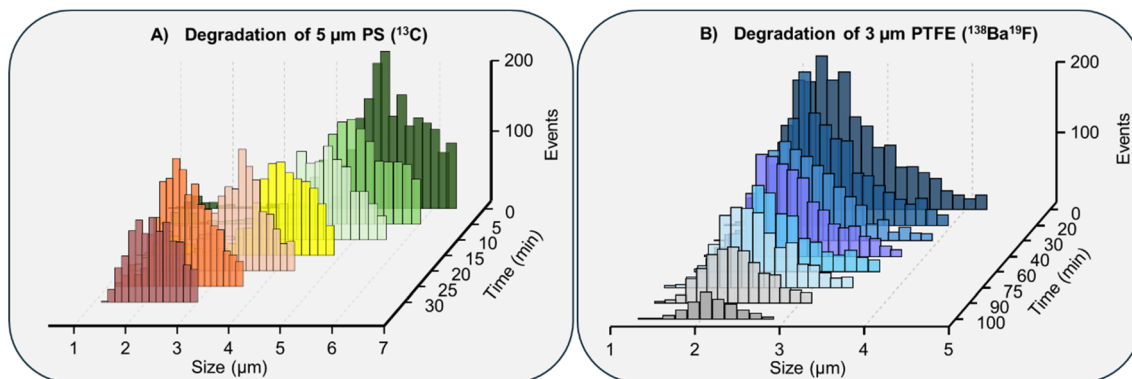 A) Degradation of 5 µm PS (¹³C)
200
100
Events
0
5
10
15
20
25
30
Time (min)
1 2 3 4 5 6 7
Size (µm)
B) Degradation of 3 µm PTFE (¹³⁸Ba¹⁹F)
200
100
Events
0
20
30
40
60
75
90
100
Time (min)
1 2 3 4 5
Size (µm)